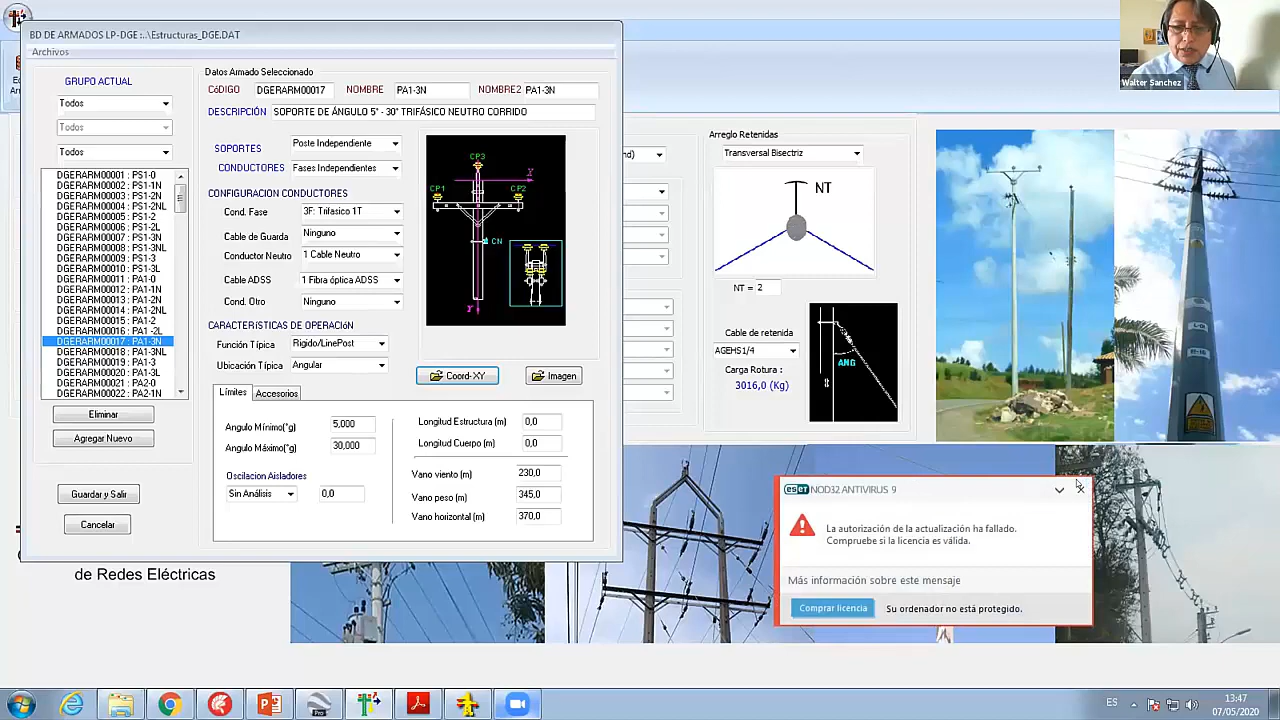 BD DE ARMADOS LP-DGE :..\Estructuras_DGE.DAT
Archivos
GRUPO ACTUAL
Todos
Todos
Todos
DGERARM00001 : PS1-0
DGERARM00002 : PS1-1N
DGERARM00003 : PS1-2N
DGERARM00004 : PS1-2NL
DGERARM00005 : PS1-2
DGERARM00006 : PS1-2L
DGERARM00007 : PS1-3N
DGERARM00008 : PS1-3NL
DGERARM00009 : PS1-3
DGERARM00010 : PS1-3L
DGERARM00011 : PA1-0
DGERARM00012 : PA1-1N
DGERARM00013 : PA1-2N
DGERARM00014 : PA1-2NL
DGERARM00015 : PA1-2
DGERARM00016 : PA1-2L
DGERARM00017 : PA1-3N
DGERARM00018 : PA1-3NL
DGERARM00019 : PA1-3
DGERARM00020 : PA1-3L
DGERARM00021 : PA2-0
DGERARM00022 : PA2-1N
Eliminar
Agregar Nuevo
Guardar y Salir
Cancelar
Datos Armado Seleccionado
CóDIGO DGERARM00017 NOMBRE PA1-3N NOMBRE2 PA1-3N
DESCRIPCIÓN SOPORTE DE ÁNGULO 5° - 30° TRIFÁSICO NEUTRO CORRIDO
SOPORTES Poste Independiente
CONDUCTORES Fases Independientes
CONFIGURACION CONDUCTORES
Cond. Fase 3F: Trifasico 1T
Cable de Guarda Ninguno
Conductor Neutro 1 Cable Neutro
Cable ADSS 1 Fibra óptica ADSS
Cond. Otro Ninguno
CARACTERíSTICAS DE OPERACIóN
Función Típica Rigido/LinePost
Ubicación Típica Angular
CP3
X
CP1 CP2
CN
Y
Coord-XY
Imagen
Límites Accesorios
Angulo Mínimo(°g) 5,000
Angulo Máximo(°g) 30,000
Oscilacion Aisladores
Sin Análisis 0,0
Longitud Estructura (m) 0,0
Longitud Cuerpo (m) 0,0
Vano viento (m) 230,0
Vano peso (m) 345,0
Vano horizontal (m) 370,0
Arreglo Retenidas
Transversal Bisectriz
NT
NT = 2
Cable de retenida
AGEHS1/4
Carga Rotura :
3016,0 (Kg)
ANG
Walter Sanchez
de Redes Eléctricas
eset NOD32 ANTIVIRUS 9
La autorización de la actualización ha fallado.
Compruebe si la licencia es válida.
Más información sobre este mensaje
Comprar licencia
Su ordenador no está protegido.
Pro
ES
13:47
07/05/2020